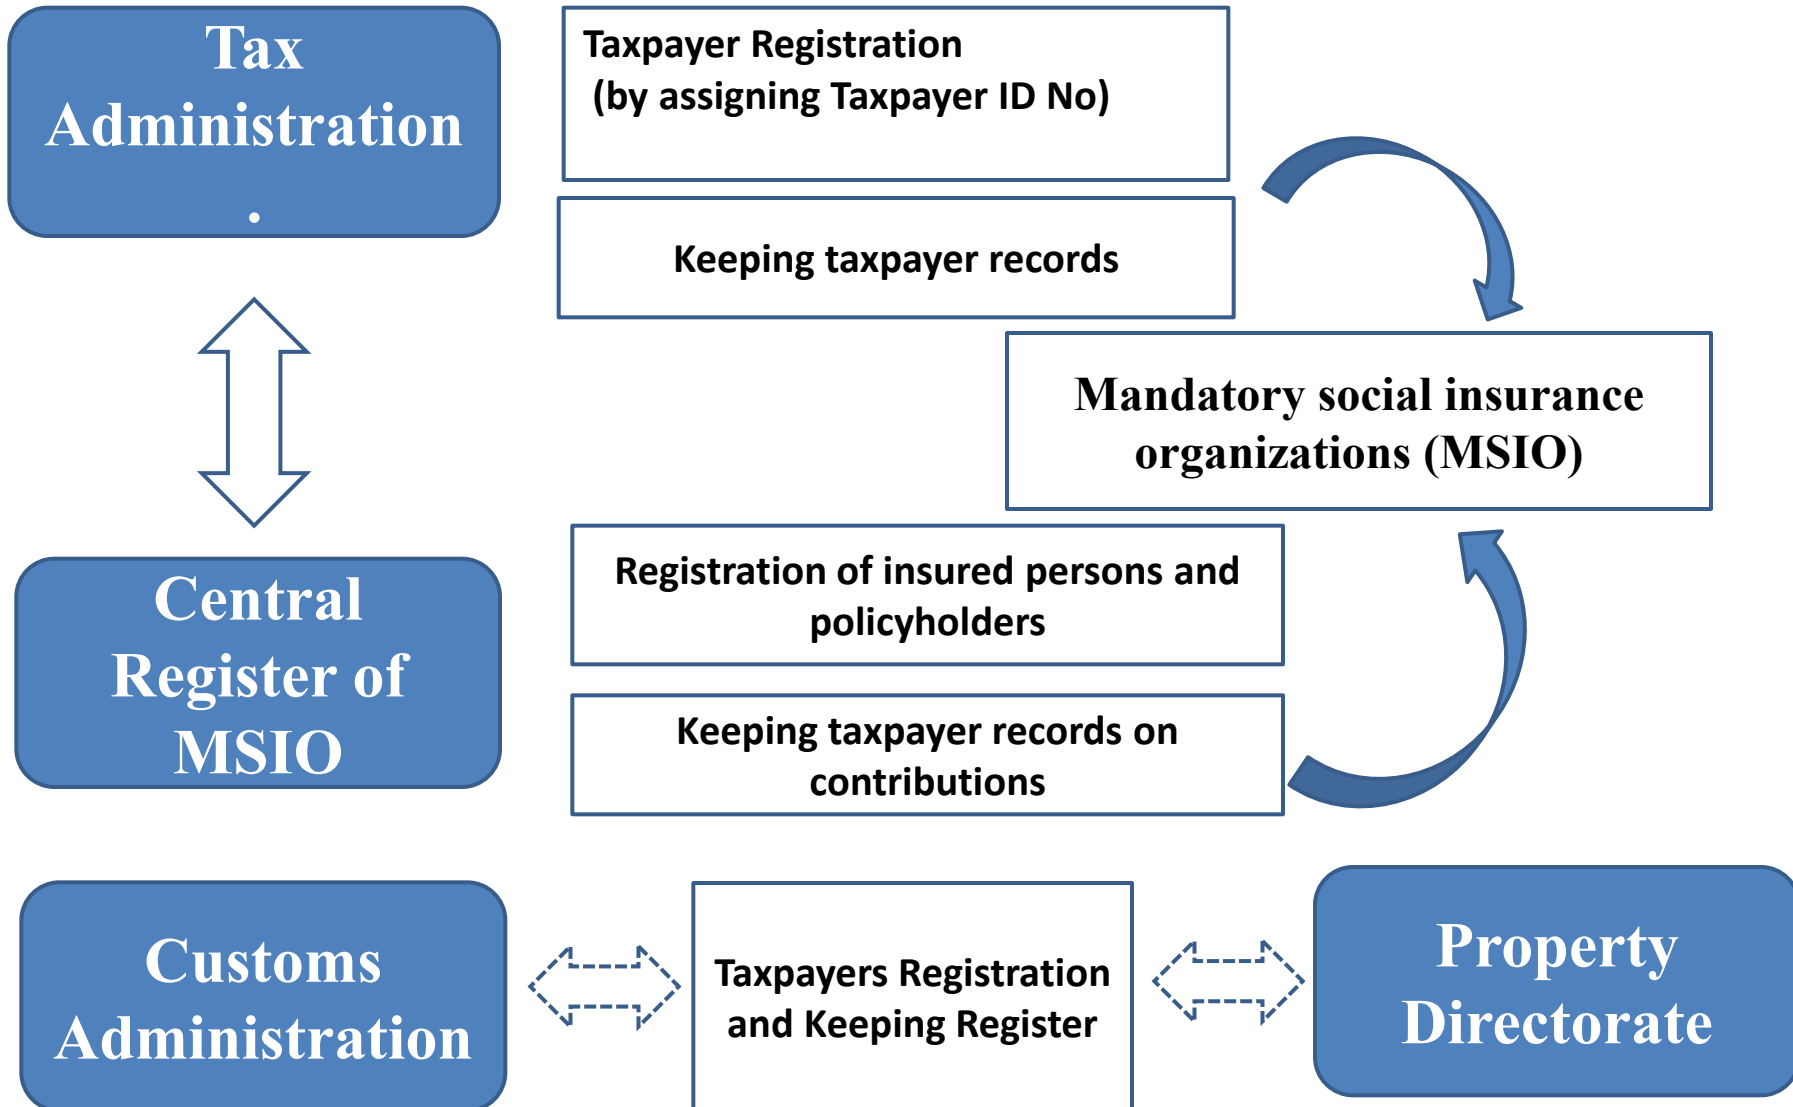 Tax
Administration
.
Taxpayer Registration
(by assigning Taxpayer ID No)
Keeping taxpayer records
Mandatory social insurance
organizations (MSIO)
Central
Register of
MSIO
Registration of insured persons and
policyholders
Keeping taxpayer records on
contributions
Customs
Administration
Taxpayers Registration
and Keeping Register
Property
Directorate